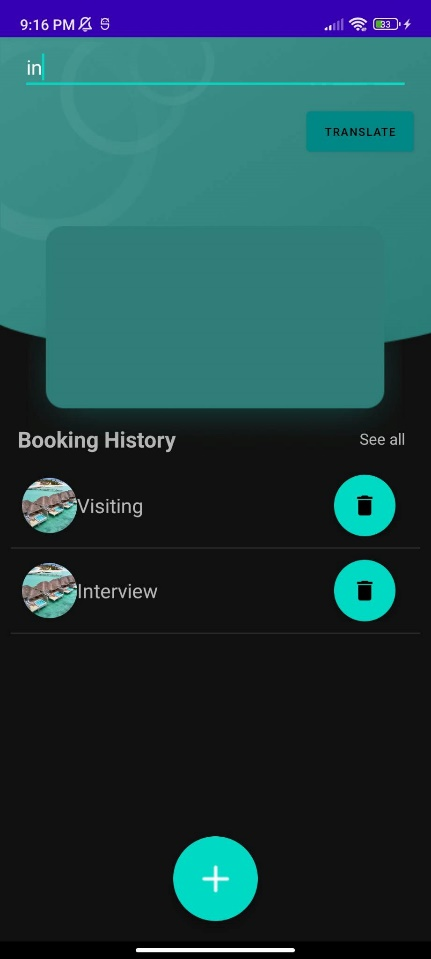 9:16 PM
33
in
TRANSLATE
Booking History
See all
Visiting
Interview